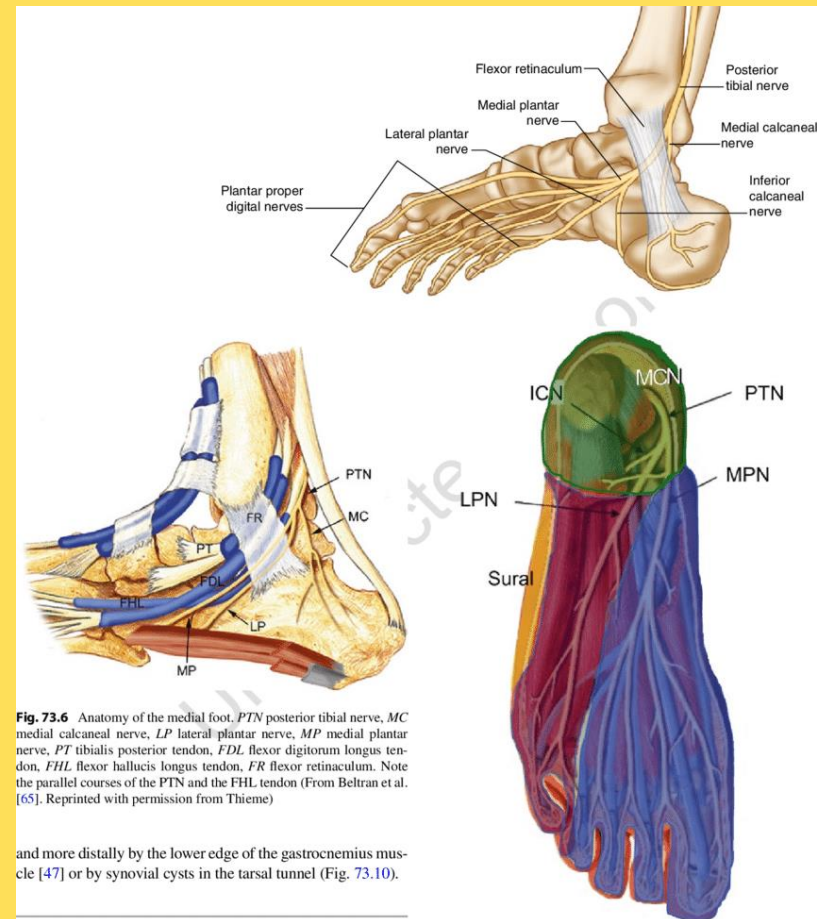 Flexor retinaculum
Posterior
tibial nerve
Medial plantar
nerve
Medial calcaneal
nerve
Lateral plantar
nerve
Inferior
calcaneal
nerve
Plantar proper
digital nerves
PTN
MC
FR
PT
FDL
FHL
LP
MP
ICN
MCN
PTN
MPN
LPN
Sural
Fig. 73.6 Anatomy of the medial foot. PTN posterior tibial nerve, MC
medial calcaneal nerve, LP lateral plantar nerve, MP medial plantar
nerve, PT tibialis posterior tendon, FDL flexor digitorum longus ten-
don, FHL flexor hallucis longus tendon, FR flexor retinaculum. Note
the parallel courses of the PTN and the FHL tendon (From Beltran et al.
[65]. Reprinted with permission from Thieme)
and more distally by the lower edge of the gastrocnemius mus-
cle [47] or by synovial cysts in the tarsal tunnel (Fig. 73.10).